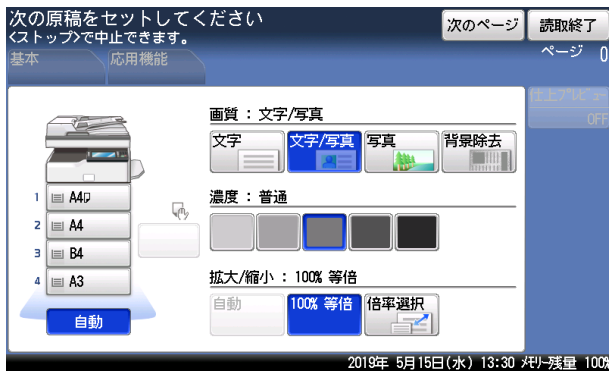 次の原稿をセットしてください
<ストップ>で中止できます。
次のページ
読取終了
ページ 0
基本
応用機能
仕上プレビュー
OFF
画質 : 文字/写真
文字
文字/写真
写真
背景除去
1 A4
2 A4
3 B4
4 A3
自動
濃度 : 普通
拡大/縮小 : 100% 等倍
自動
100% 等倍
倍率選択
2019年 5月15日(水) 13:30 メモリー残量 100%